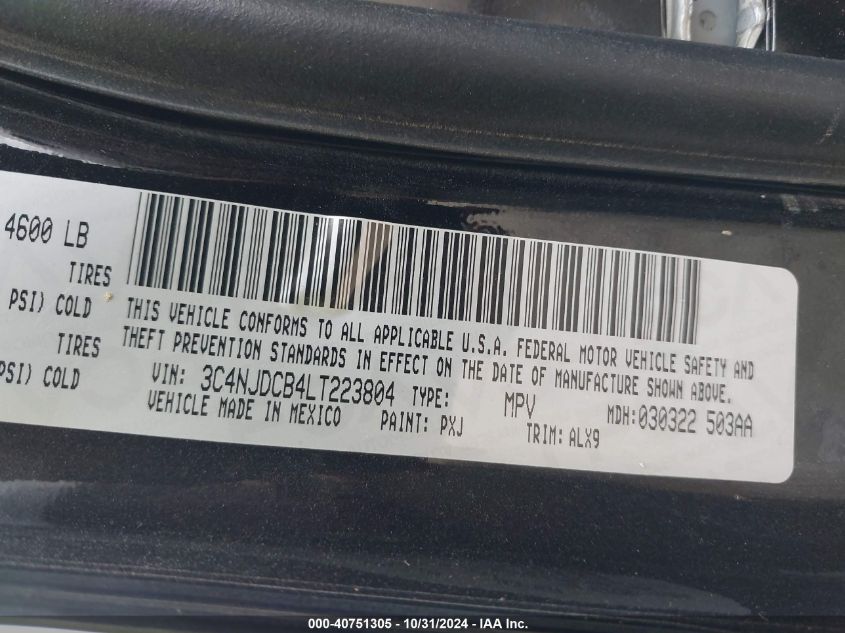 4600 LB
TIRES
PSI) COLD
TIRES
PSI) COLD
THIS VEHICLE CONFORMS TO ALL APPLICABLE U.S.A. FEDERAL MOTOR VEHICLE SAFETY AND
THEFT PREVENTION STANDARDS IN EFFECT ON THE DATE OF MANUFACTURE SHOWN ABOVE.
VIN: 3C4NJDCB4LT223804 TYPE: MPV MDH:030322 503AA
VEHICLE MADE IN MEXICO PAINT: PXJ TRIM: ALX9
000-40751305 - 10/31/2024 - IAA Inc.